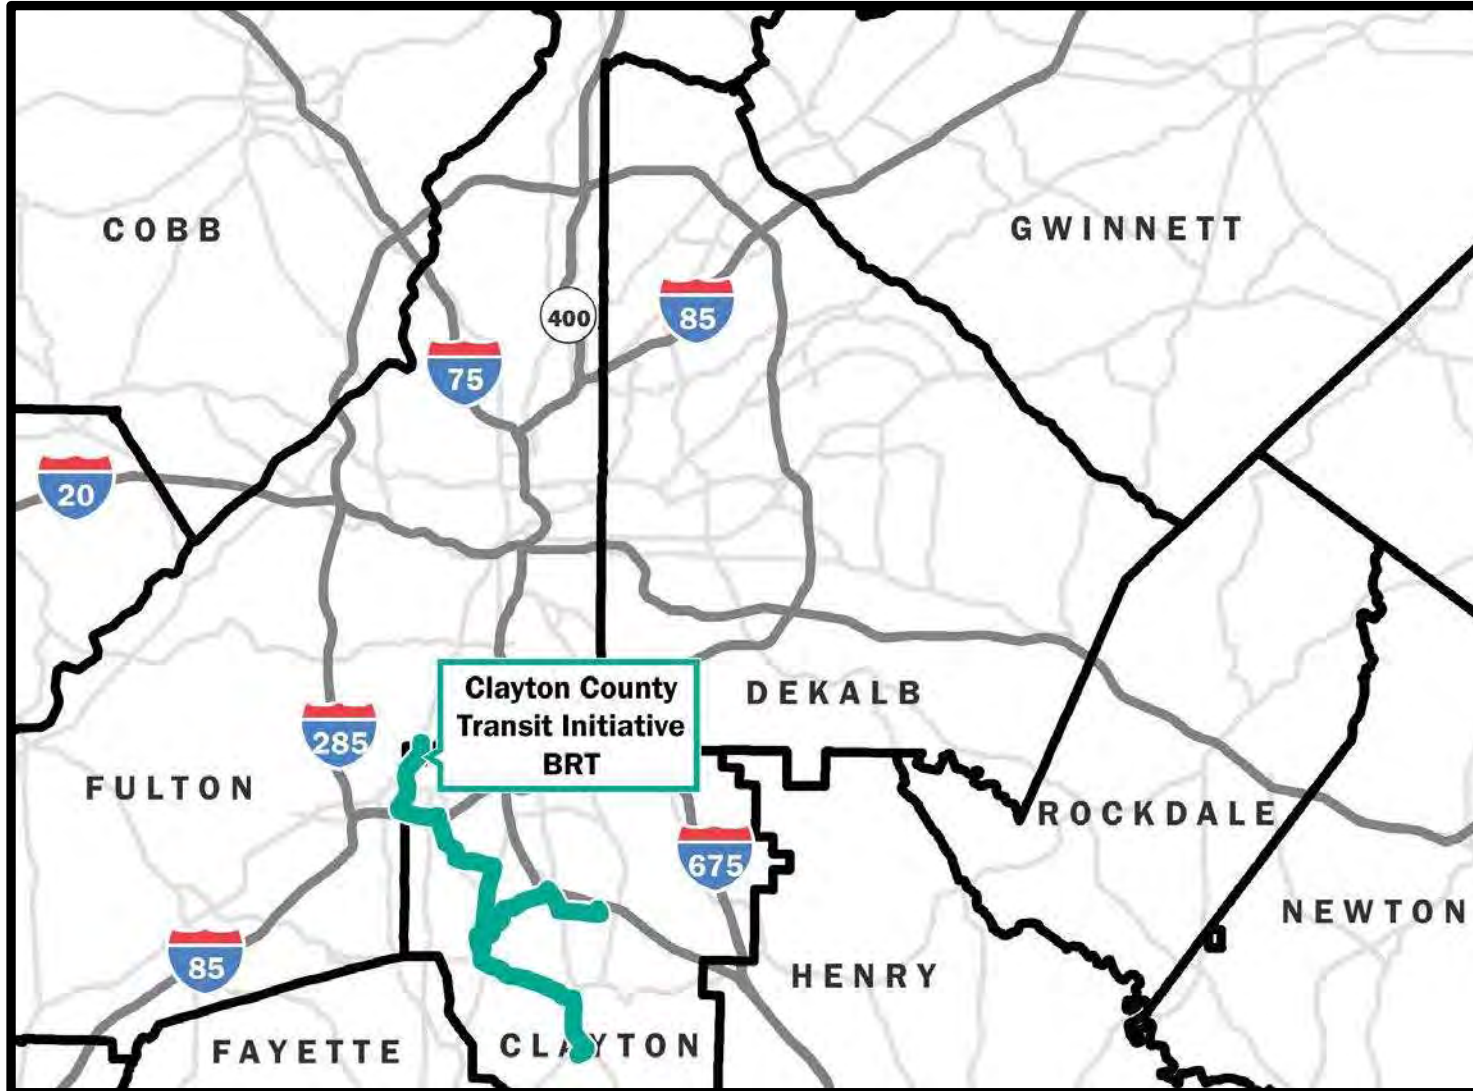 COBB
GWINNETT
400
85
75
20
Clayton County
Transit Initiative
BRT
DEKALB
285
FULTON
ROCKDALE
675
NEWTON
85
HENRY
FAYETTE
CLAYTON